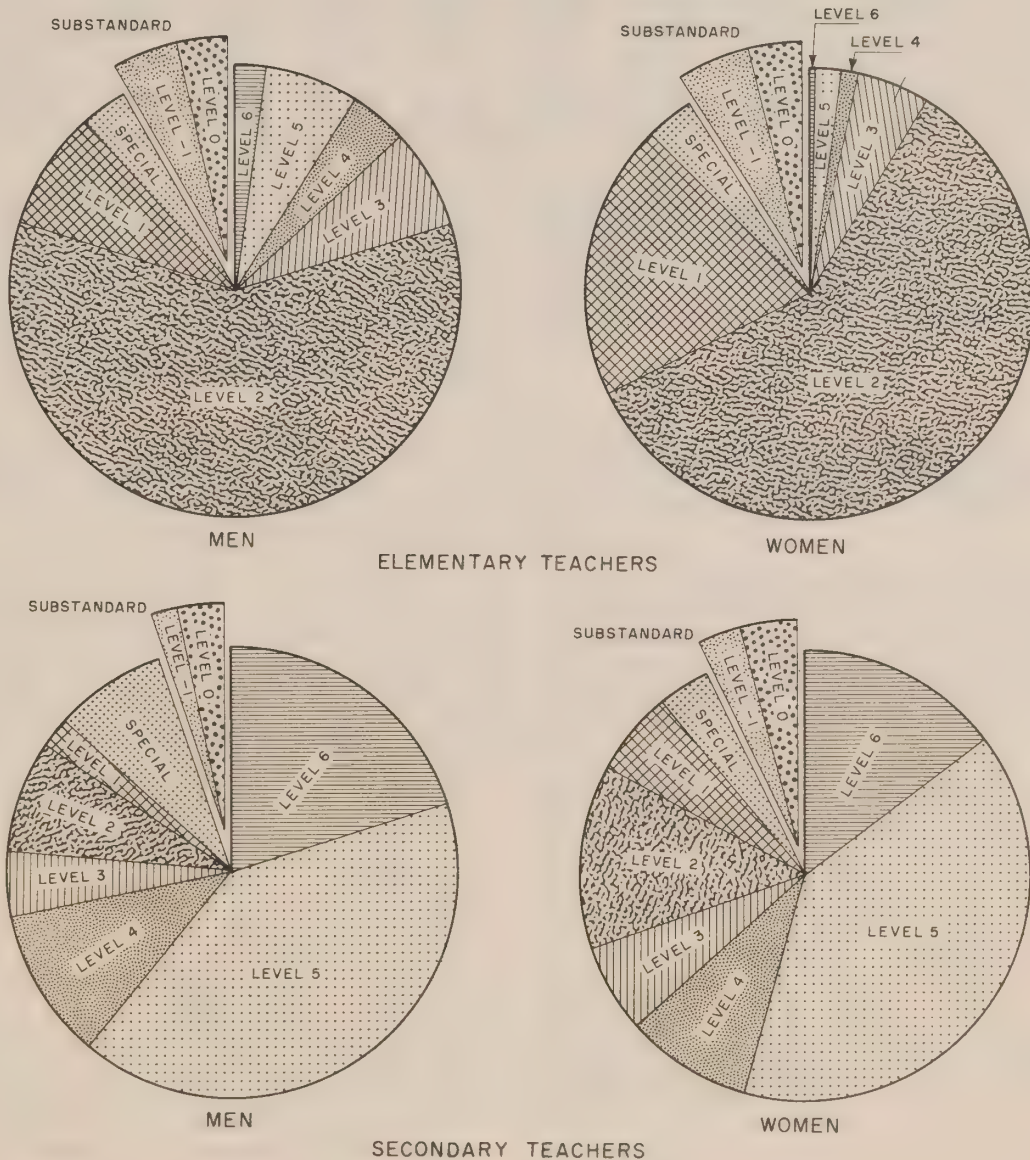 SUBSTANDARD
LEVEL -1
LEVEL 0
LEVEL 6
LEVEL 5
LEVEL 4
LEVEL 3
LEVEL 2
LEVEL 1
SPECIAL
MEN
SUBSTANDARD
LEVEL -1
LEVEL 0
LEVEL 6
LEVEL 5
LEVEL 4
LEVEL 3
LEVEL 2
LEVEL 1
SPECIAL
WOMEN
ELEMENTARY TEACHERS
SUBSTANDARD
LEVEL -1
LEVEL 0
LEVEL 6
LEVEL 5
LEVEL 4
LEVEL 3
LEVEL 2
LEVEL 1
SPECIAL
MEN
SUBSTANDARD
LEVEL -1
LEVEL 0
LEVEL 6
LEVEL 5
LEVEL 4
LEVEL 3
LEVEL 2
LEVEL 1
SPECIAL
WOMEN
SECONDARY TEACHERS